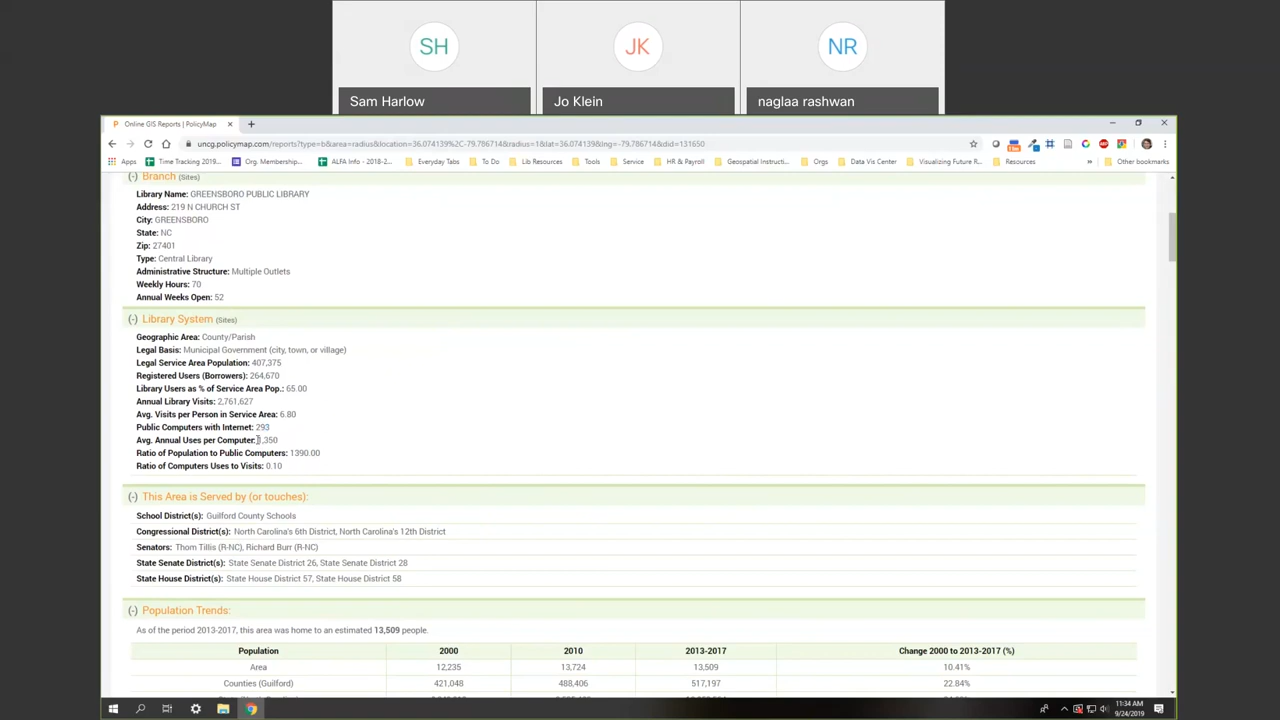 SH
JK
NR
Sam Harlow
Jo Klein
naglaa rashwan
Online GIS Reports | PolicyMap
uncg.policymap.com/reports?type=b&area=radius&location=36.074139%2C-79.786714&radius=1&lat=36.074139&lng=-79.786714&did=131650
Apps
Time Tracking 2019...
Org. Membership...
ALFA Info - 2018-2...
Everyday Tabs
To Do
Lib Resources
Tools
Service
HR & Payroll
Geospatial Instructi...
Orgs
Data Vis Center
Visualizing Future R...
Resources
Other bookmarks
(-) Branch (Sites)
Library Name: GREENSBORO PUBLIC LIBRARY
Address: 219 N CHURCH ST
City: GREENSBORO
State: NC
Zip: 27401
Type: Central Library
Administrative Structure: Multiple Outlets
Weekly Hours: 70
Annual Weeks Open: 52
(-) Library System (Sites)
Geographic Area: County/Parish
Legal Basis: Municipal Government (city, town, or village)
Legal Service Area Population: 407,375
Registered Users (Borrowers): 264,670
Library Users as % of Service Area Pop.: 65.00
Annual Library Visits: 2,761,627
Avg. Visits per Person in Service Area: 6.80
Public Computers with Internet: 293
Avg. Annual Uses per Computer: ,350
Ratio of Population to Public Computers: 1390.00
Ratio of Computers Uses to Visits: 0.10
(-) This Area is Served by (or touches):
School District(s): Guilford County Schools
Congressional District(s): North Carolina's 6th District, North Carolina's 12th District
Senators: Thom Tillis (R-NC), Richard Burr (R-NC)
State Senate District(s): State Senate District 26, State Senate District 28
State House District(s): State House District 57, State House District 58
(-) Population Trends:
As of the period 2013-2017, this area was home to an estimated 13,509 people.
Population 2000 2010 2013-2017 Change 2000 to 2013-2017 (%)
Area 12,235 13,724 13,509 10.41%
Counties (Guilford) 421,048 488,406 517,197 22.84%
11:34 AM
9/24/2019